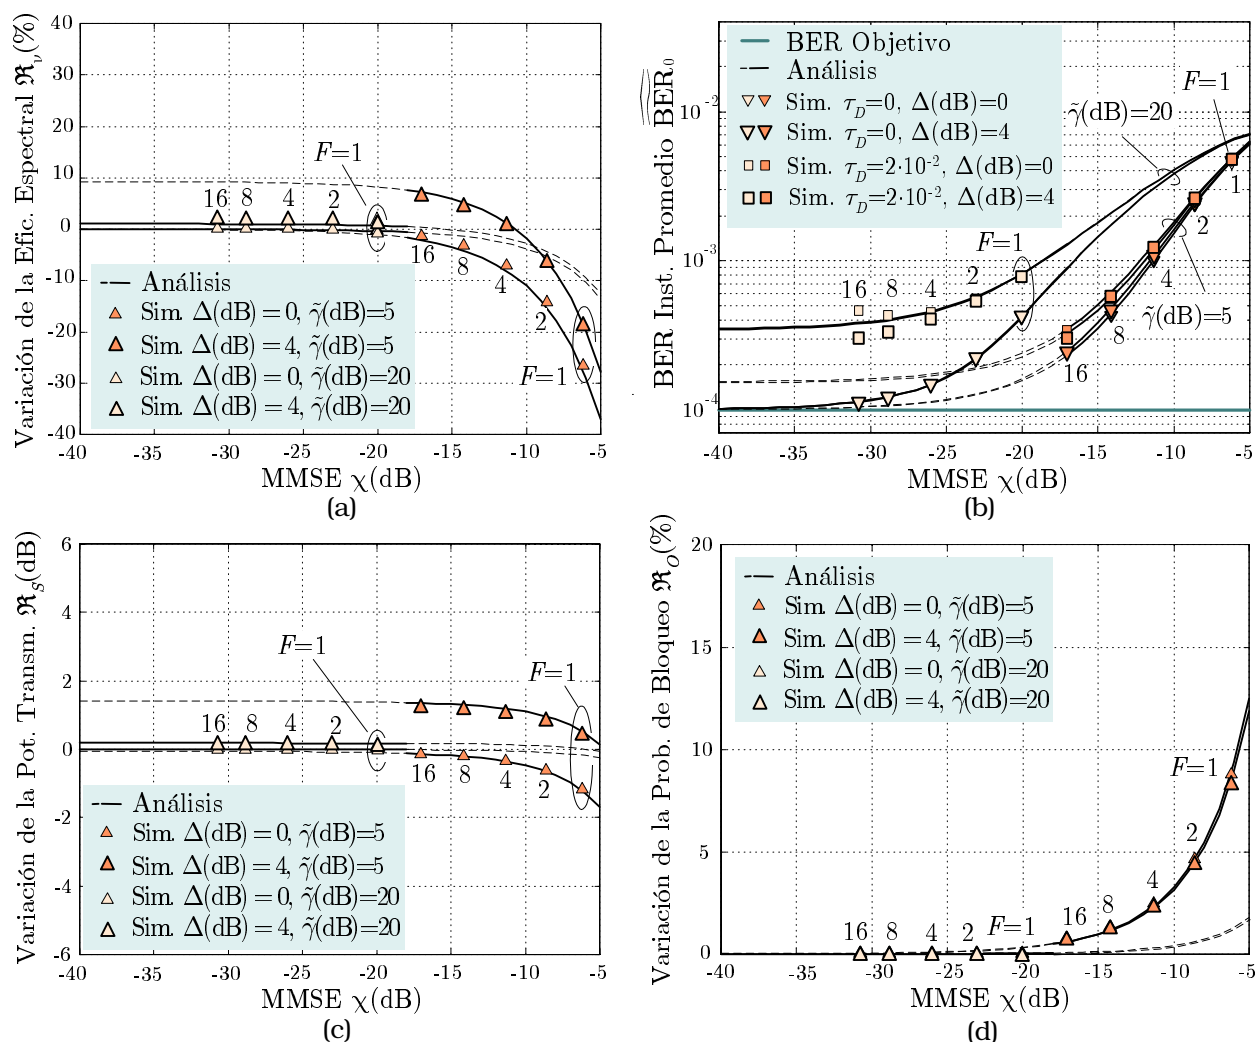 Variación de la Efic. Espectral ℜ_ν(%)
40
30
20
10
0
-10
-20
-30
-40
F=1
16 8 4 2
16
8
4
2
F=1
Análisis
Sim. Δ(dB) = 0, γ̃(dB)=5
Sim. Δ(dB) = 4, γ̃(dB)=5
Sim. Δ(dB) = 0, γ̃(dB)=20
Sim. Δ(dB) = 4, γ̃(dB)=20
-40 -35 -30 -25 -20 -15 -10 -5
MMSE χ(dB)
(a)
BER Inst. Promedio BER₀
10⁻²
10⁻³
10⁻⁴
BER Objetivo
Análisis
Sim. τ_D=0, Δ(dB)=0
Sim. τ_D=0, Δ(dB)=4
Sim. τ_D=2·10⁻², Δ(dB)=0
Sim. τ_D=2·10⁻², Δ(dB)=4
F=1
γ̃(dB)=20
1
2
F=1
16 8 4 2
4
γ̃(dB)=5
8
16
-40 -35 -30 -25 -20 -15 -10 -5
MMSE χ(dB)
(b)
Variación de la Pot. Transm. ℜ_S(dB)
6
4
2
0
-2
-4
-6
F=1
F=1
16 8 4 2
16 8 4 2
Análisis
Sim. Δ(dB) = 0, γ̃(dB)=5
Sim. Δ(dB) = 4, γ̃(dB)=5
Sim. Δ(dB) = 0, γ̃(dB)=20
Sim. Δ(dB) = 4, γ̃(dB)=20
-40 -35 -30 -25 -20 -15 -10 -5
MMSE χ(dB)
(c)
Variación de la Prob. de Bloqueo ℜ_O(%)
20
15
10
5
0
Análisis
Sim. Δ(dB) = 0, γ̃(dB)=5
Sim. Δ(dB) = 4, γ̃(dB)=5
Sim. Δ(dB) = 0, γ̃(dB)=20
Sim. Δ(dB) = 4, γ̃(dB)=20
F=1
2
4
16 8
16 8 4 2 F=1
-40 -35 -30 -25 -20 -15 -10 -5
MMSE χ(dB)
(d)